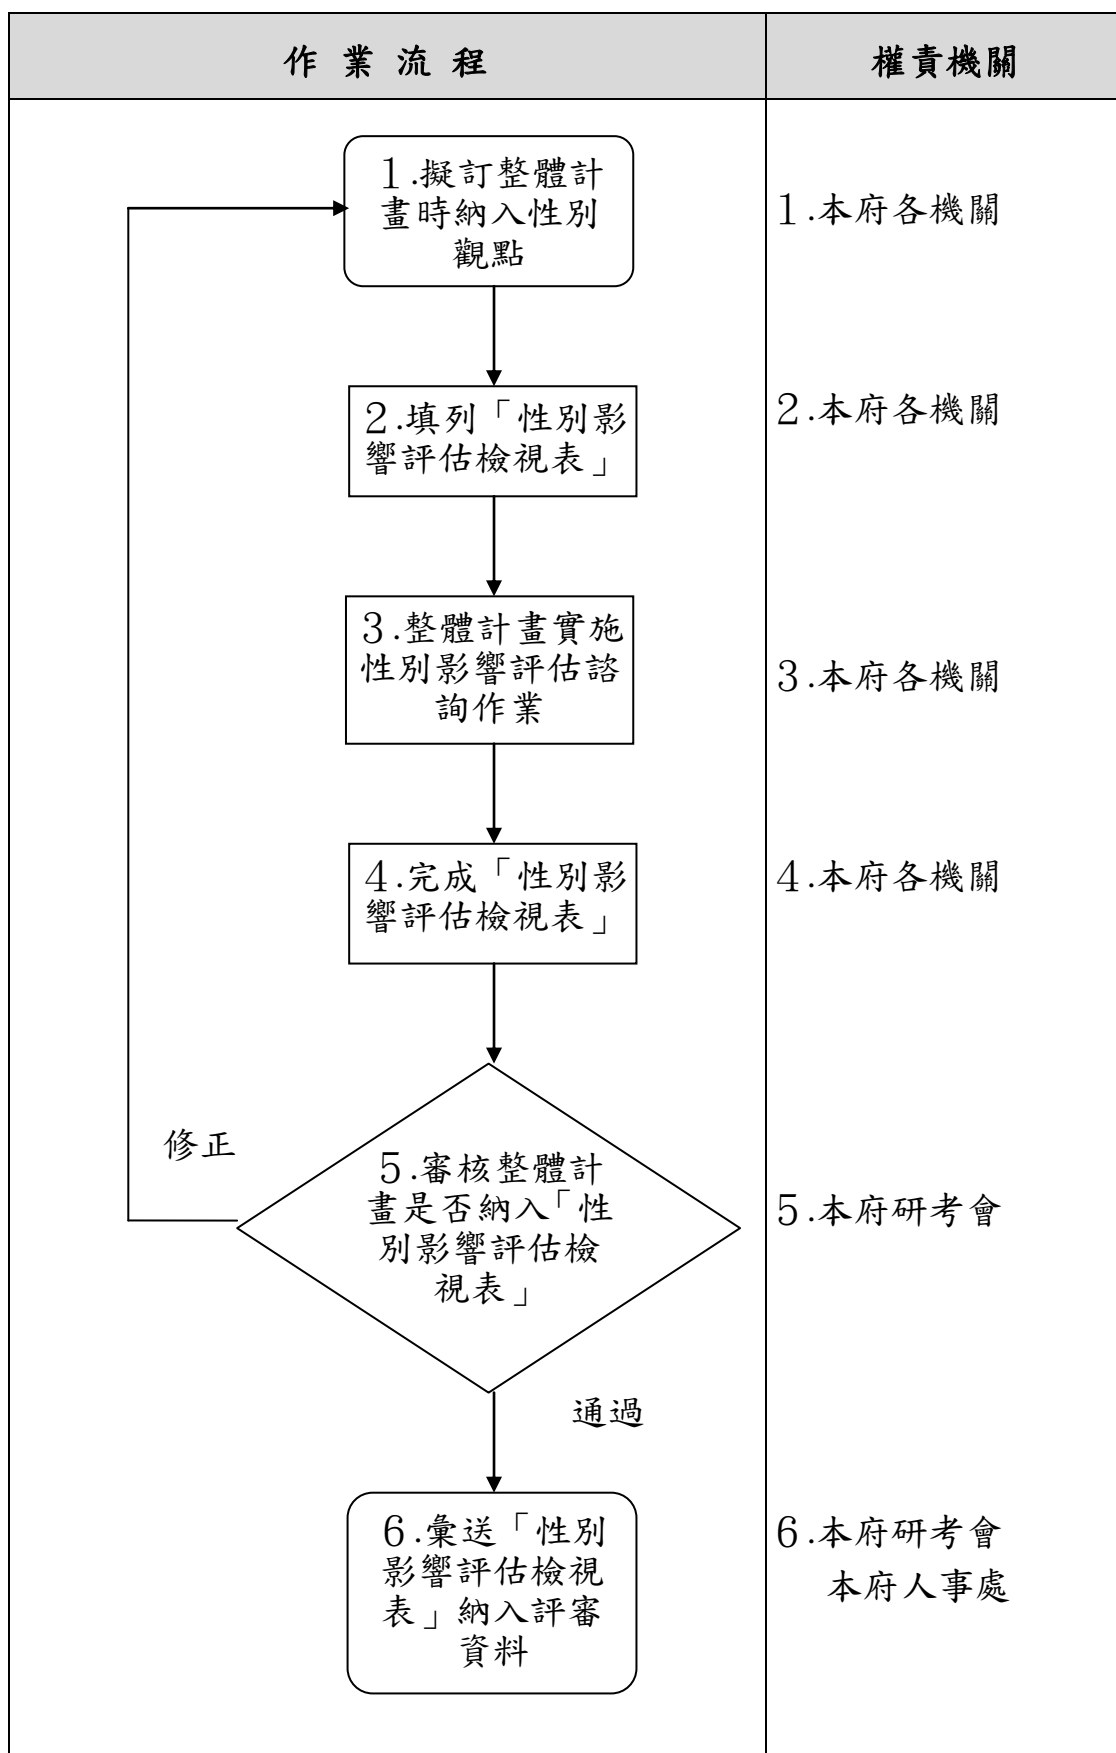 作 業 流 程
權責機關
１.擬訂整體計
畫時納入性別
觀點
１.本府各機關
２.填列「性別影
響評估檢視表」
２.本府各機關
３.整體計畫實施
性別影響評估諮
詢作業
３.本府各機關
４.完成「性別影
響評估檢視表」
４.本府各機關
修正
５.審核整體計
畫是否納入「性
別影響評估檢
視表」
５.本府研考會
通過
６.彙送「性別
影響評估檢視
表」納入評審
資料
６.本府研考會
本府人事處